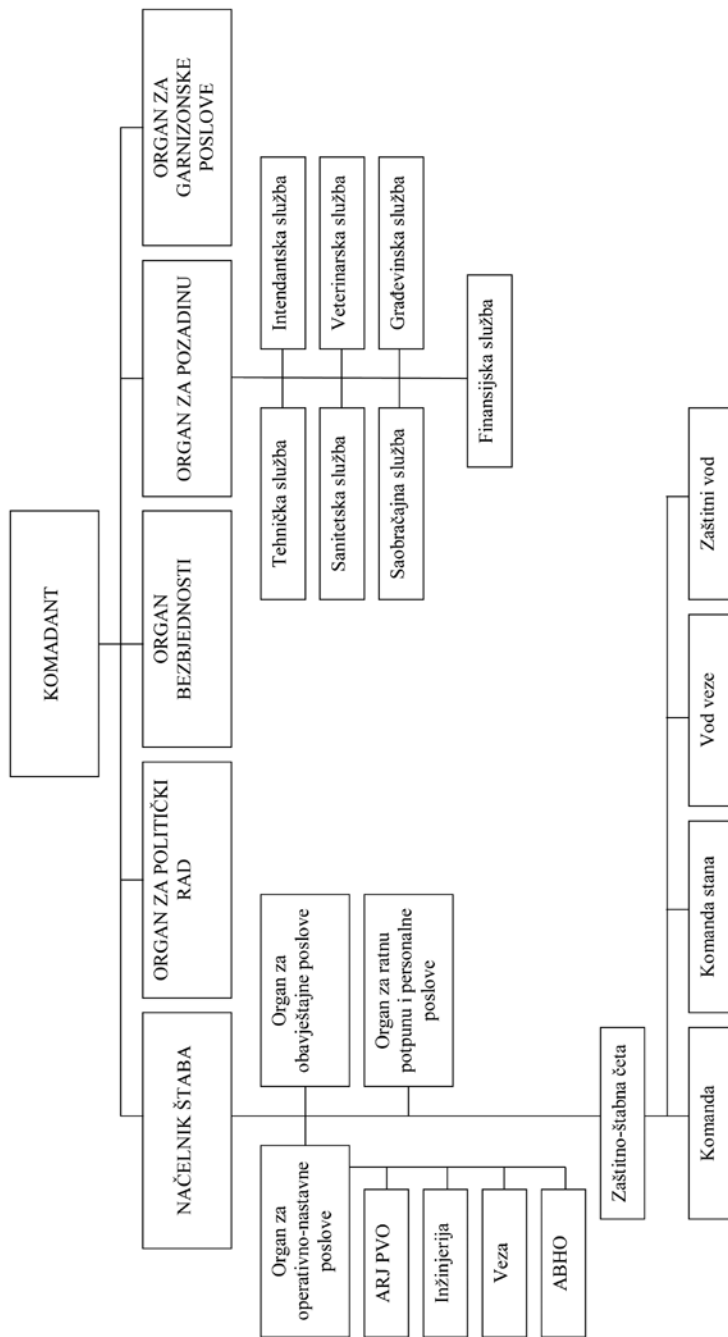 KOMADANT
NAČELNIK ŠTABA
ORGAN ZA POLITIČKI
RAD
ORGAN
BEZBJEDNOSTI
ORGAN ZA POZADINU
ORGAN ZA
GARNIZONSKE
POSLOVE
Organ za
operativno-nastavne
poslove
Organ za
obavještajne poslove
Organ za ratnu
potpunu i personalne
poslove
ARJ PVO
Inžinjerija
Veza
ABHO
Tehnička služba
Intendantska služba
Sanitetska služba
Veterinarska služba
Saobračajna služba
Građevinska služba
Finansijska služba
Zaštitno-štabna četa
Komanda
Komanda stana
Vod veze
Zaštitni vod